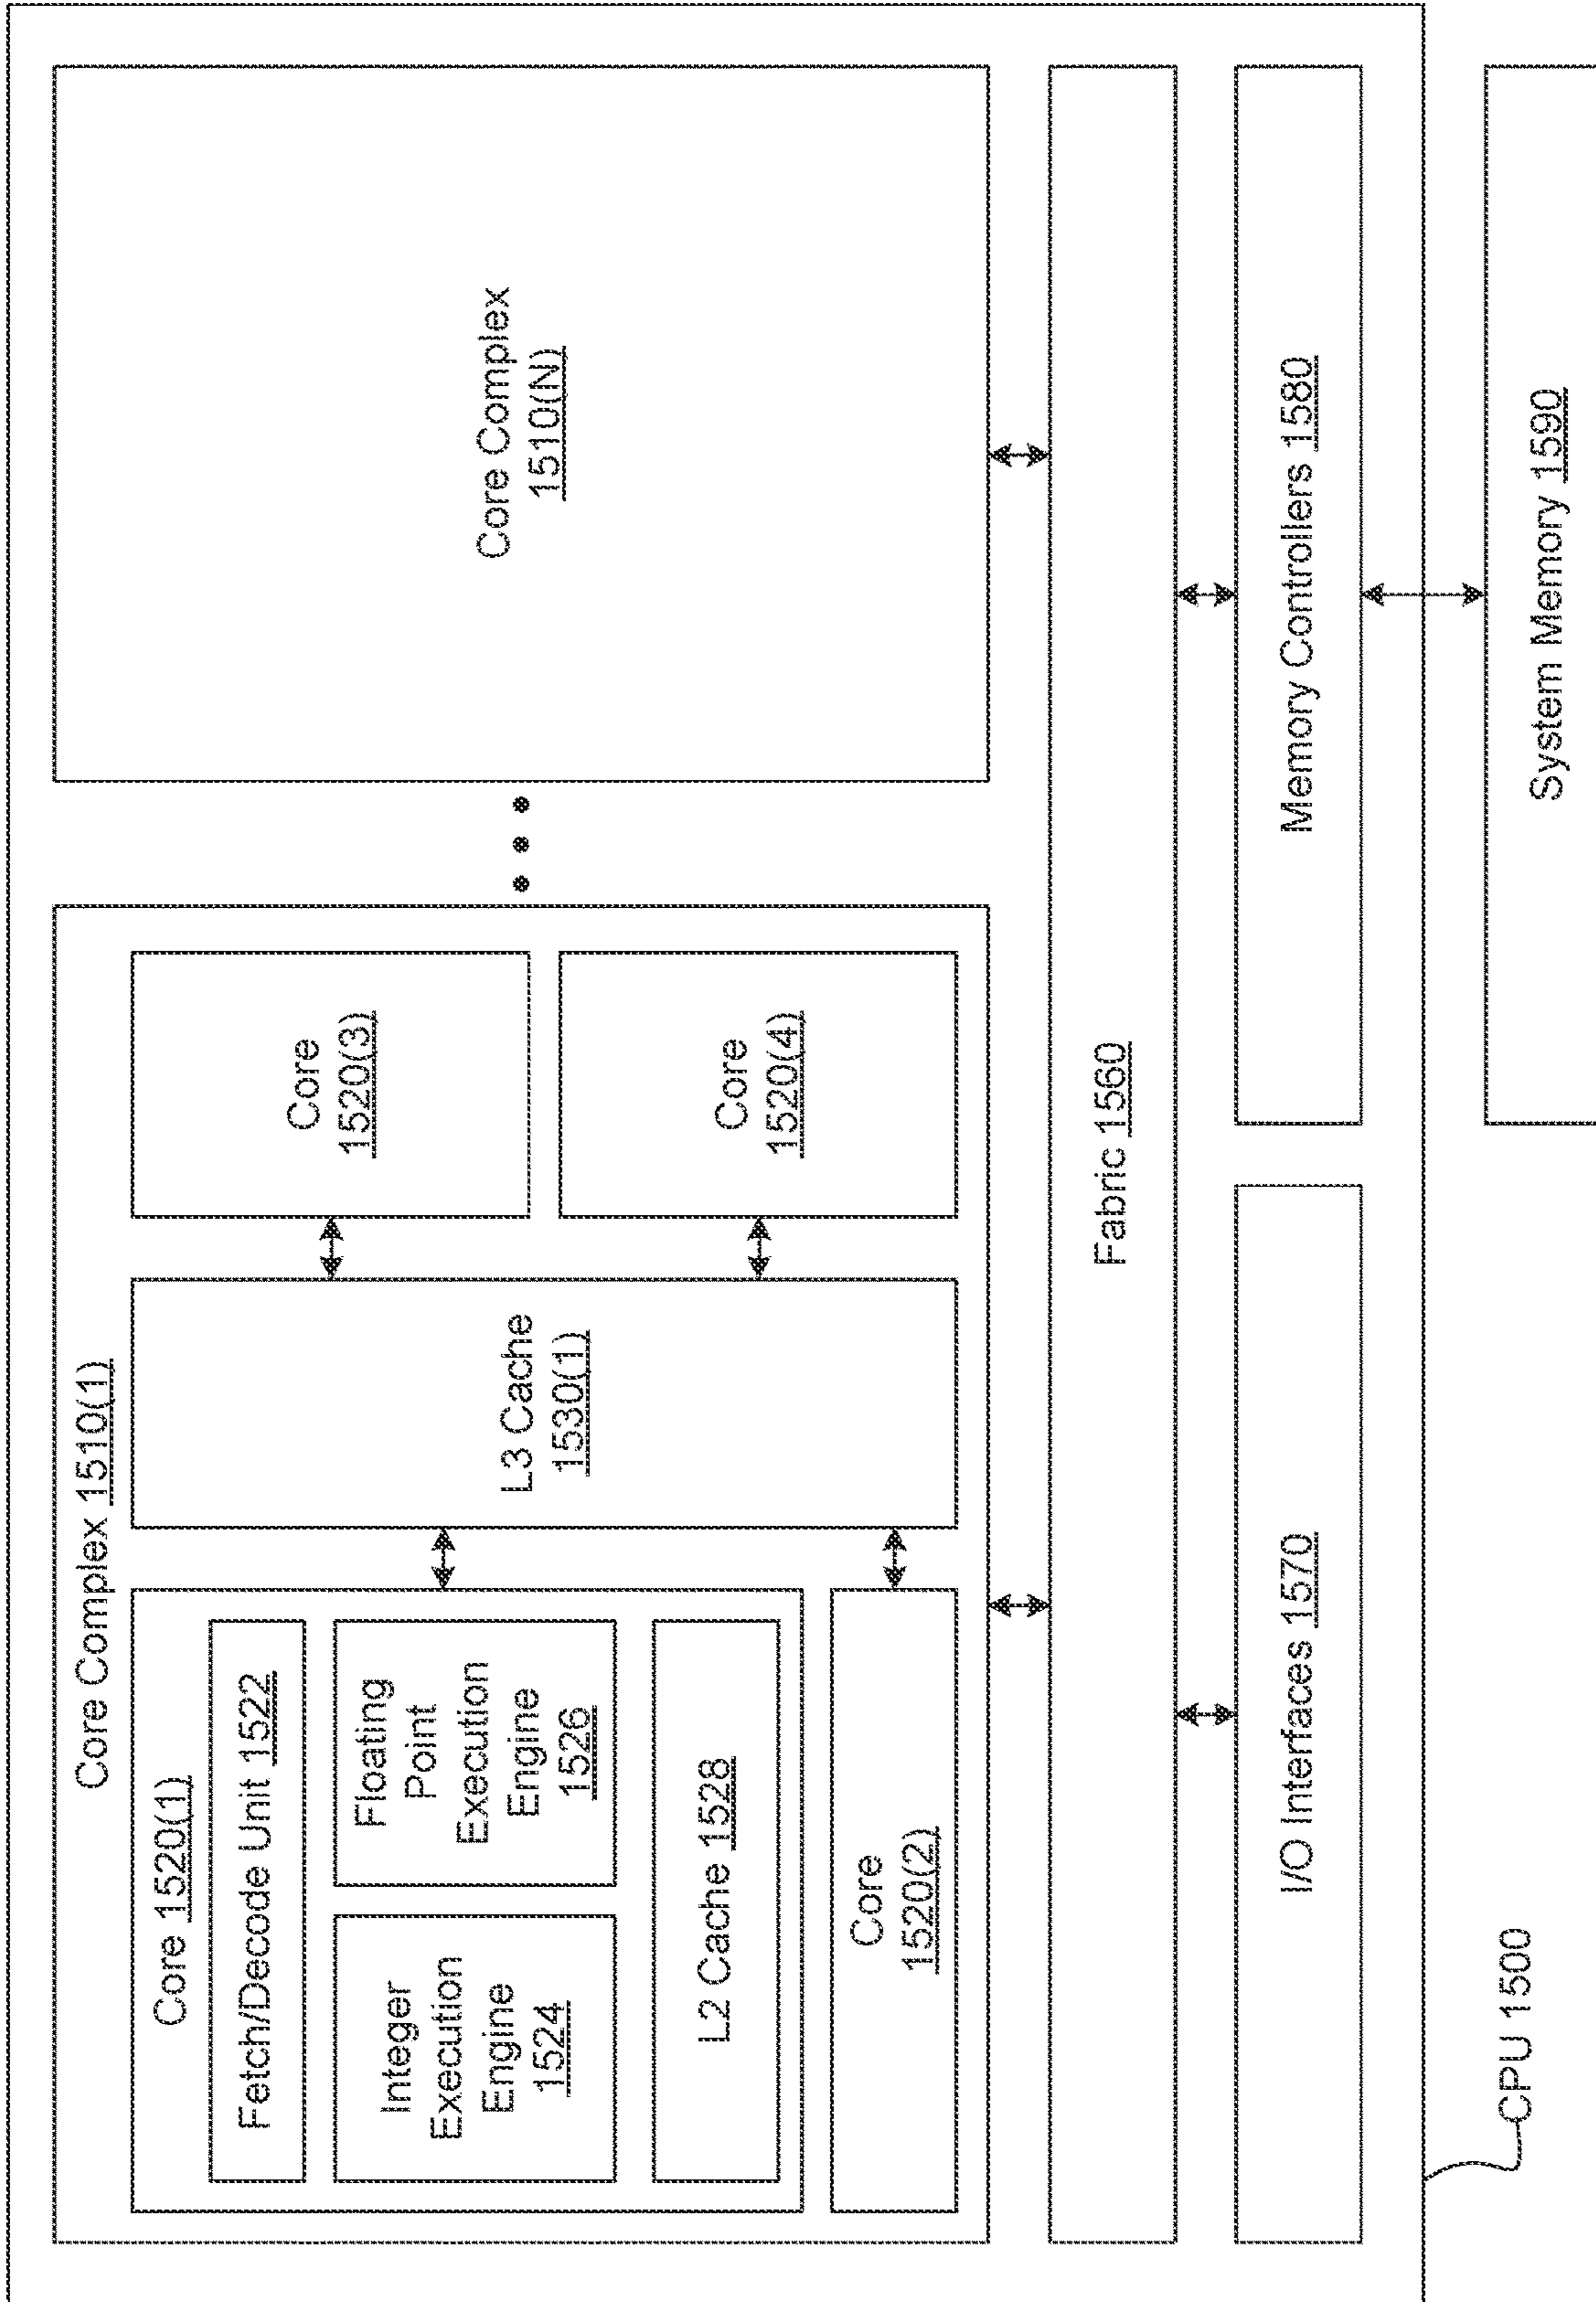 Core Complex 1510(1)
Core 1520(1)
Fetch/Decode Unit 1522
Integer
Execution
Engine
1524
Floating
Point
Execution
Engine
1526
L2 Cache 1528
Core
1520(2)
L3 Cache
1530(1)
Core
1520(3)
Core
1520(4)
Core Complex
1510(N)
Fabric 1560
I/O Interfaces 1570
Memory Controllers 1580
CPU 1500
System Memory 1590